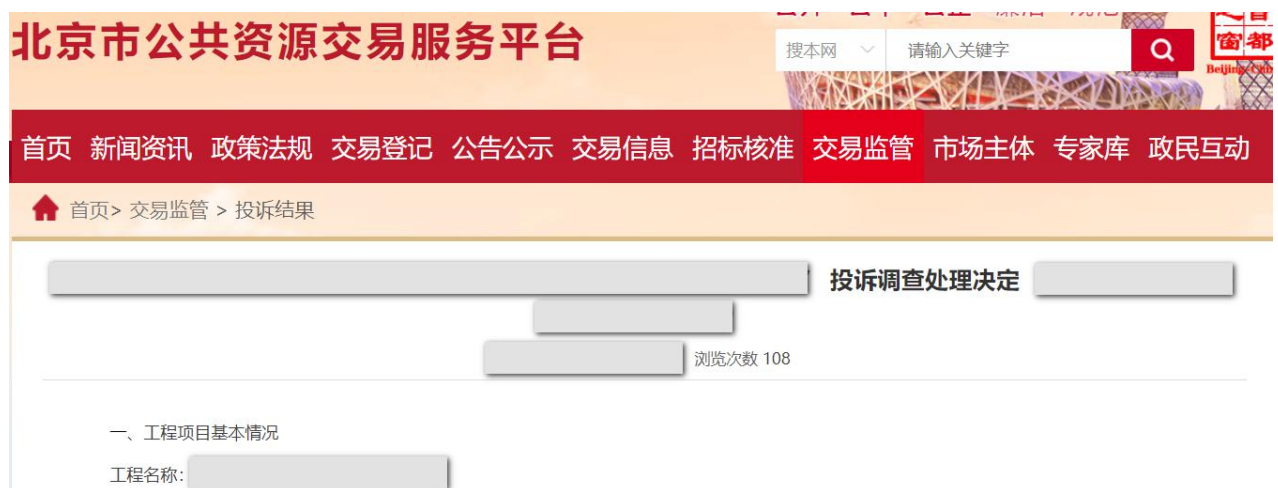 北京市公共资源交易服务平台
搜本网 请输入关键字
Beijing-China
首页 新闻资讯 政策法规 交易登记 公告公示 交易信息 招标核准 交易监管 市场主体 专家库 政民互动
首页> 交易监管 > 投诉结果
投诉调查处理决定
浏览次数 108
一、工程项目基本情况
工程名称: